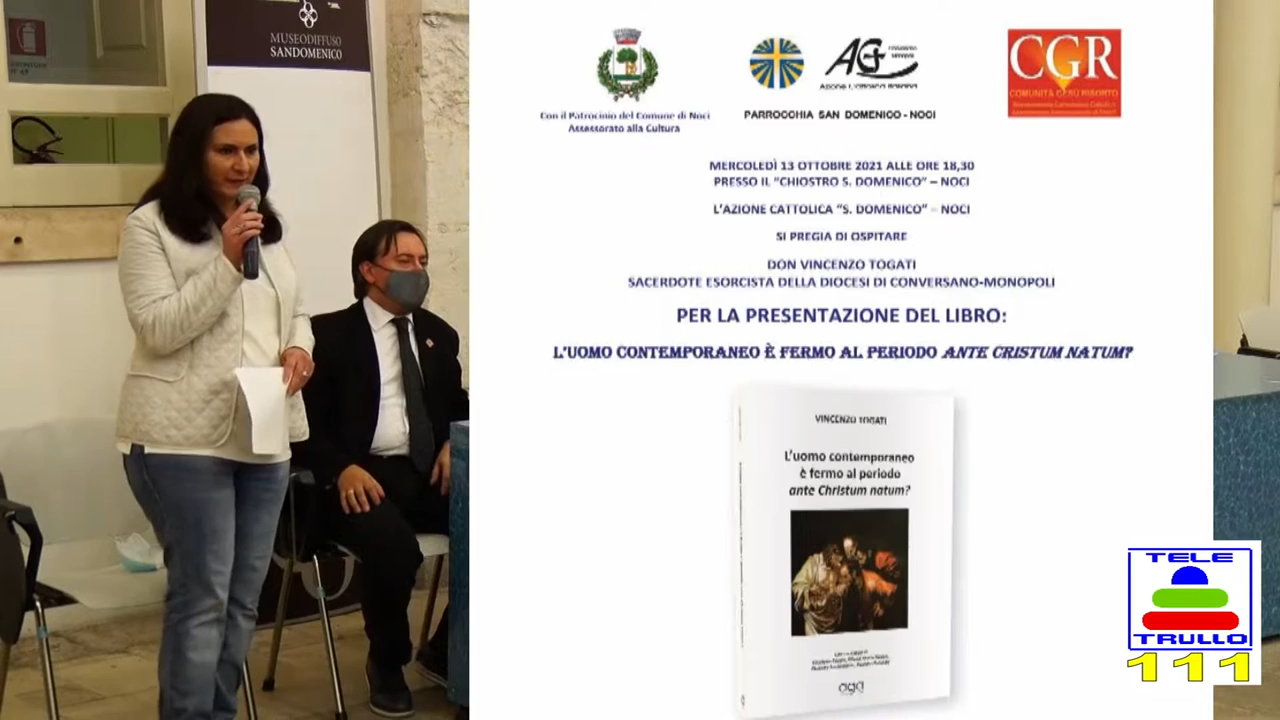 MUSEODIFFUSO
SANDOMENICO
Con il Patrocinio del Comune di Noci
Assessorato alla Cultura
PARROCCHIA SAN DOMENICO - NOCI
CGR
COMUNITÀ GESÙ RISORTO
MERCOLEDÌ 13 OTTOBRE 2021 ALLE ORE 18,30
PRESSO IL “CHIOSTRO S. DOMENICO” – NOCI
L’AZIONE CATTOLICA “S. DOMENICO” – NOCI
SI PREGIA DI OSPITARE
DON VINCENZO TOGATI
SACERDOTE ESORCISTA DELLA DIOCESI DI CONVERSANO-MONOPOLI
PER LA PRESENTAZIONE DEL LIBRO:
L’UOMO CONTEMPORANEO È FERMO AL PERIODO ANTE CRISTUM NATUM?
VINCENZO TOGATI
L’uomo contemporaneo
è fermo al periodo
ante Christum natum?
TELE
TRULLO
111